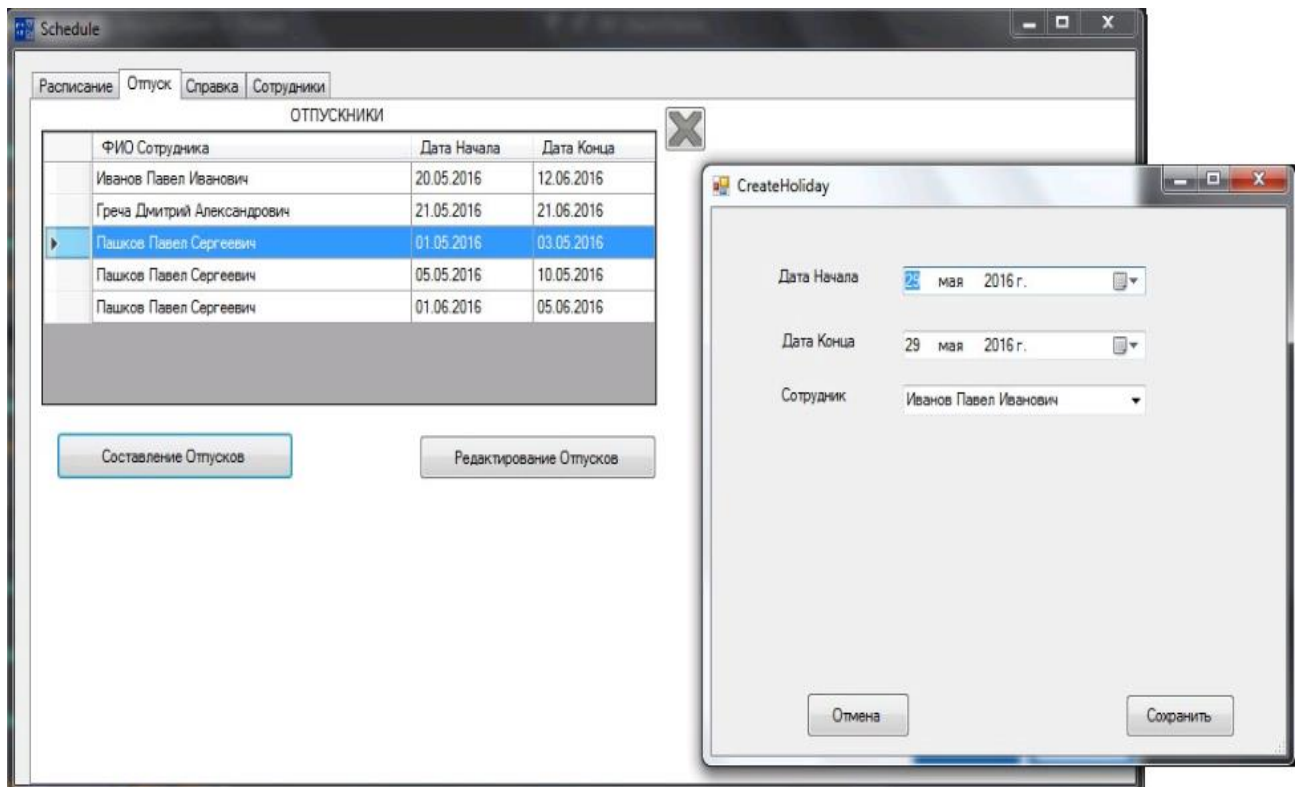 Schedule
Расписание Отпуск Справка Сотрудники
ОТПУСКНИКИ
ФИО Сотрудника Дата Начала Дата Конца
Иванов Павел Иванович 20.05.2016 12.06.2016
Греча Дмитрий Александрович 21.05.2016 21.06.2016
Пашков Павел Сергеевич 01.05.2016 03.05.2016
Пашков Павел Сергеевич 05.05.2016 10.05.2016
Пашков Павел Сергеевич 01.06.2016 05.06.2016
Составление Отпусков Редактирование Отпусков
CreateHoliday
Дата Начала 29 мая 2016 г.
Дата Конца 29 мая 2016 г.
Сотрудник Иванов Павел Иванович
Отмена Сохранить